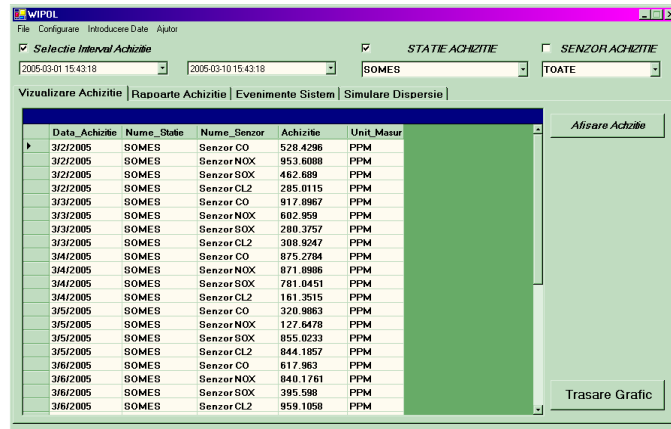 WIPOL
File Configurare Introducere Date Ajutor
Selectie Interval Achizitie STATIE ACHIZITIE SENZOR ACHIZITIE
2005-03-01 15:43:18 2005-03-10 15:43:18 SOMES TOATE
Vizualizare Achizitie Rapoarte Achizitie Evenimente Sistem Simulare Dispersie
Afisare Achzitie
Data_Achizitie Nume_Statie Nume_Senzor Achizitie Unit_Masur
3/2/2005 SOMES Senzor CO 528.4296 PPM
3/2/2005 SOMES Senzor NOX 953.6088 PPM
3/2/2005 SOMES Senzor SOX 462.689 PPM
3/2/2005 SOMES Senzor CL2 285.0115 PPM
3/3/2005 SOMES Senzor CO 917.8967 PPM
3/3/2005 SOMES Senzor NOX 602.959 PPM
3/3/2005 SOMES Senzor SOX 280.3757 PPM
3/3/2005 SOMES Senzor CL2 308.9247 PPM
3/4/2005 SOMES Senzor CO 875.2784 PPM
3/4/2005 SOMES Senzor NOX 871.8986 PPM
3/4/2005 SOMES Senzor SOX 781.0451 PPM
3/4/2005 SOMES Senzor CL2 161.3515 PPM
3/5/2005 SOMES Senzor CO 320.9863 PPM
3/5/2005 SOMES Senzor NOX 127.6478 PPM
3/5/2005 SOMES Senzor SOX 855.0233 PPM
3/5/2005 SOMES Senzor CL2 844.1857 PPM
3/6/2005 SOMES Senzor CO 617.963 PPM
3/6/2005 SOMES Senzor NOX 840.1761 PPM
3/6/2005 SOMES Senzor SOX 395.598 PPM
3/6/2005 SOMES Senzor CL2 959.1058 PPM
Trasare Grafic